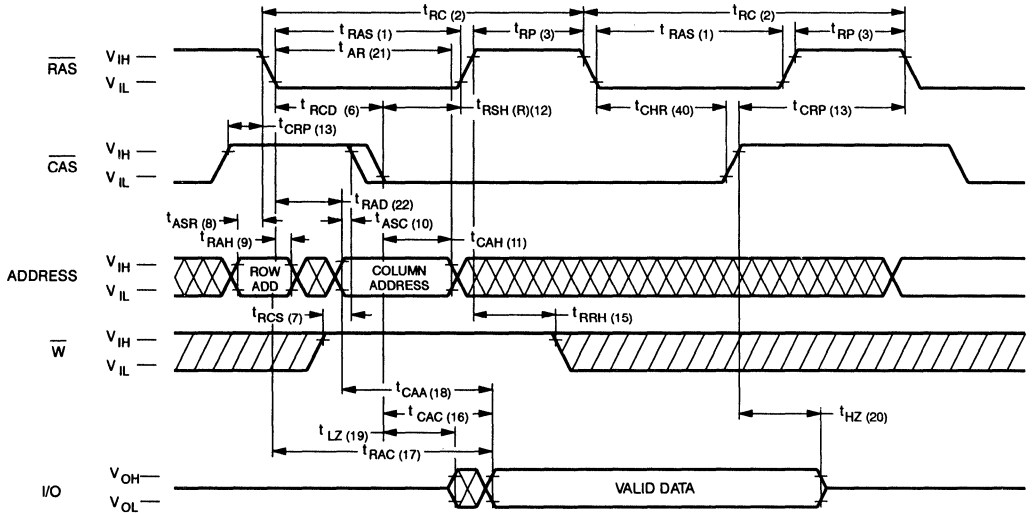 t RC (2) t RC (2)
t RAS (1) t RP (3) t RAS (1) t RP (3)
t AR (21)
RAS V IH
V IL
t RCD (6) t RSH (R)(12) t CHR (40) t CRP (13)
t CRP (13)
CAS V IH
V IL
t RAD (22)
t ASR (8) t ASC (10)
t RAH (9) t CAH (11)
ADDRESS V IH ROW ADD COLUMN ADDRESS
V IL
t RCS (7) t RRH (15)
W V IH
V IL
t CAA (18)
t CAC (16) t HZ (20)
t LZ (19)
t RAC (17)
I/O V OH VALID DATA
V OL